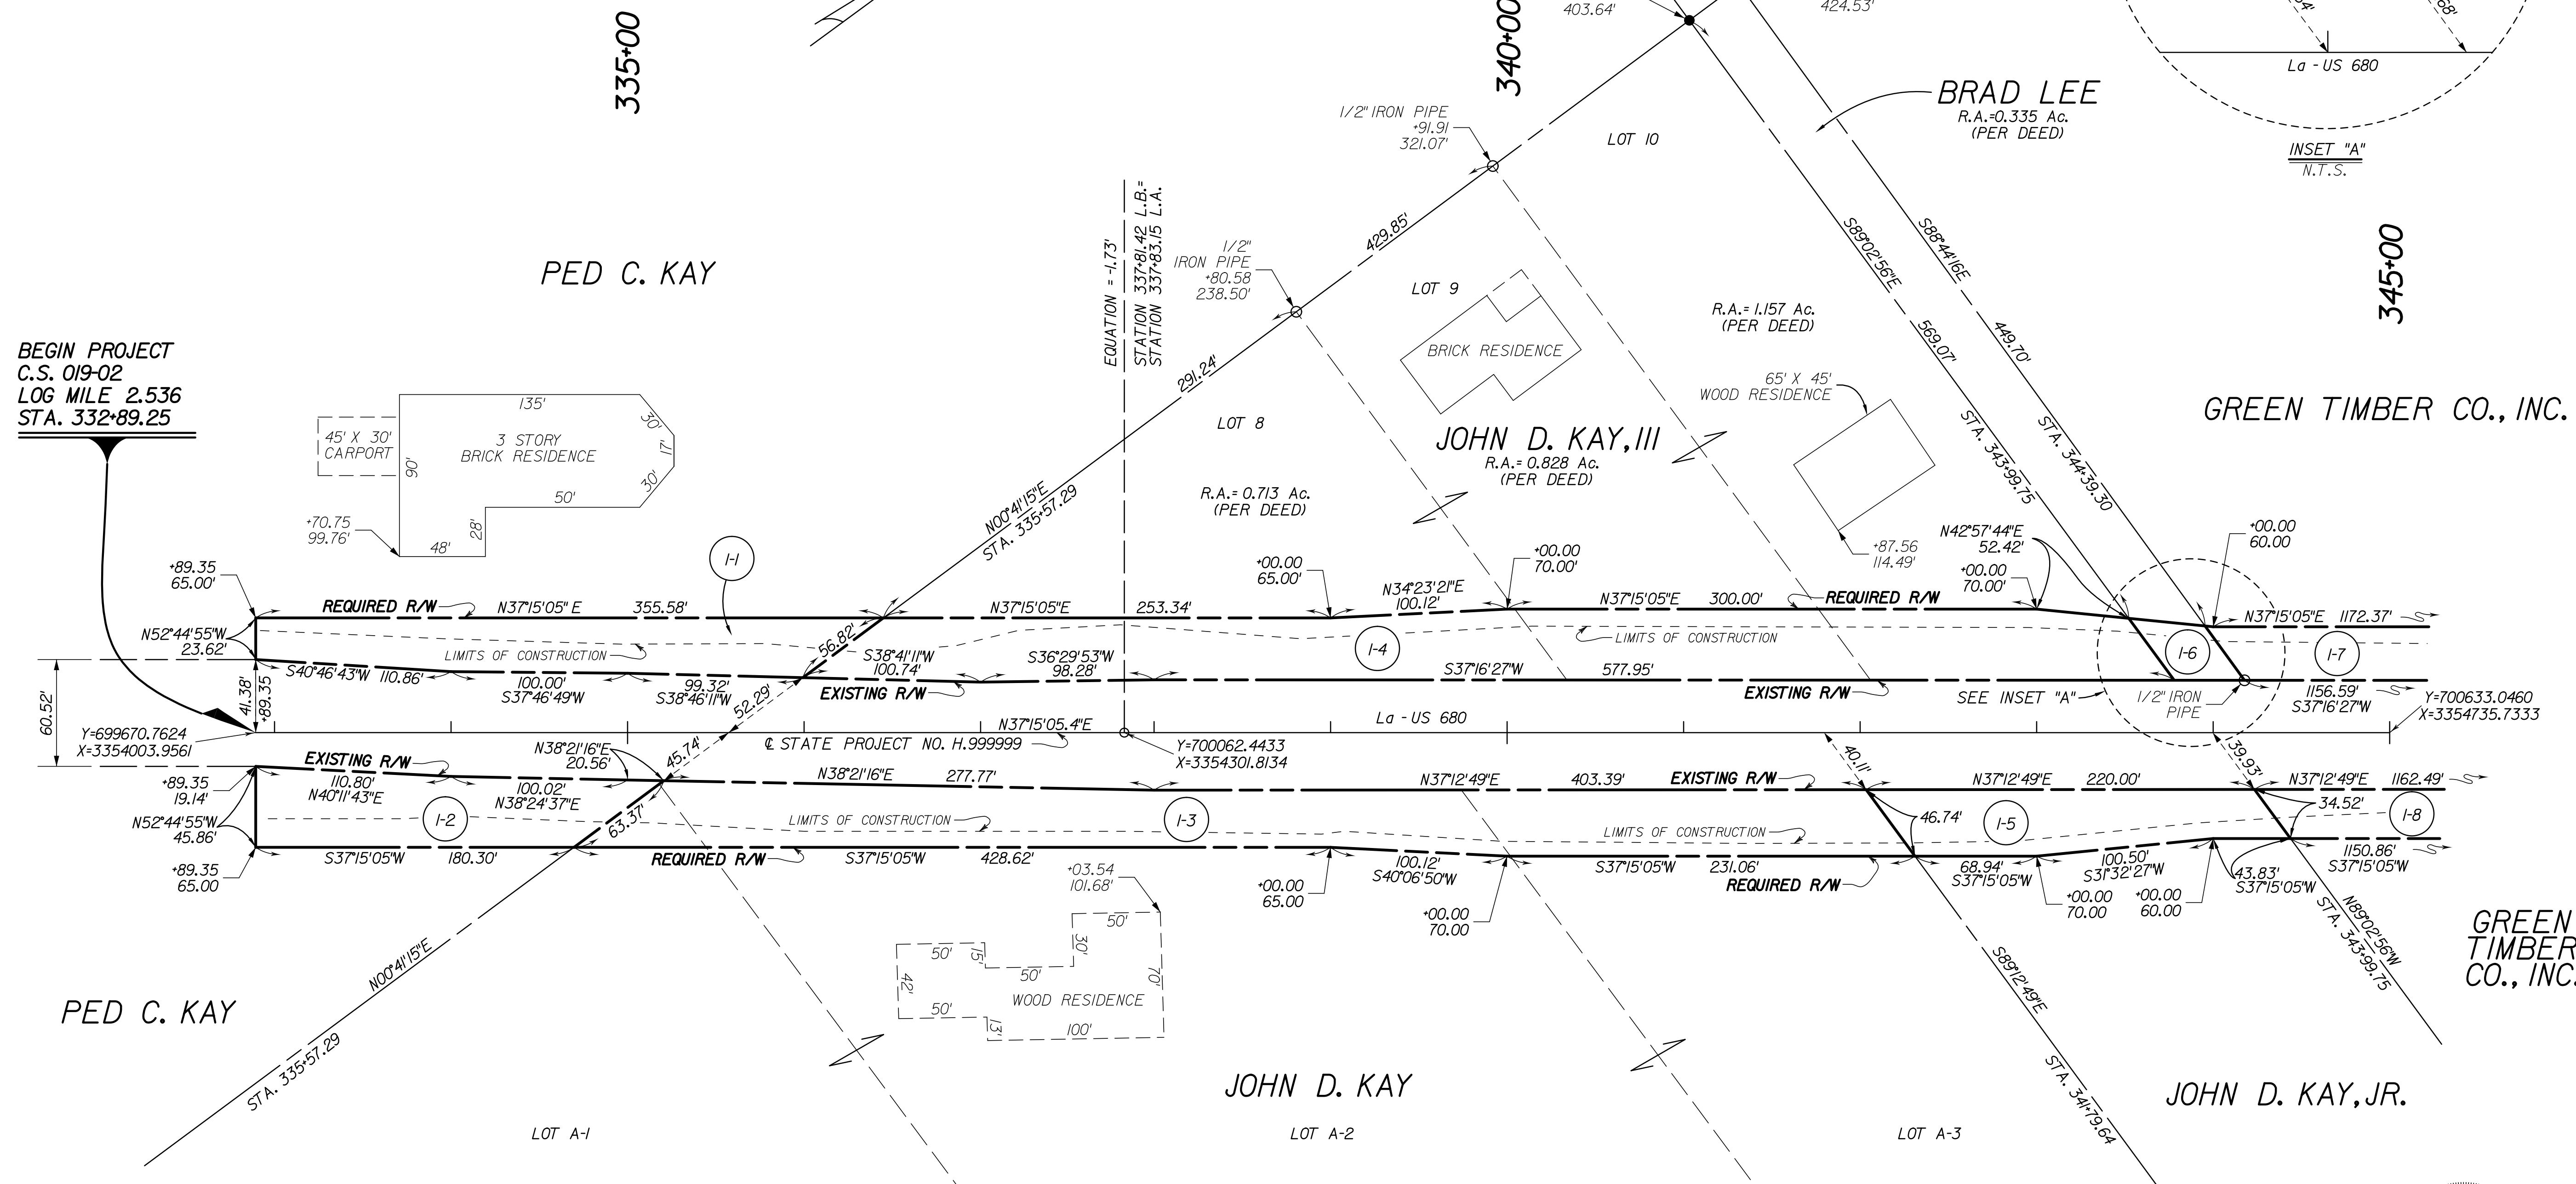 335+00
340+00
403.64'
424.53'
La - US 680
INSET "A"
N.T.S.
BRAD LEE
R.A.=0.335 Ac.
(PER DEED)
1/2" IRON PIPE
+91.91
321.07'
LOT 10
345+00
PED C. KAY
EQUATION = -1.73'
STATION 337+81.42 L.B.=
STATION 337+83.15 L.A.
1/2"
IRON PIPE
+80.58
238.50'
429.85'
291.24'
LOT 9
BRICK RESIDENCE
R.A.= 1.157 Ac.
(PER DEED)
65' X 45'
WOOD RESIDENCE
S89°02'56"E
569.07'
STA. 343+99.75
S88°44'16"E
449.70'
STA. 344+39.30
GREEN TIMBER CO., INC.
BEGIN PROJECT
C.S. 019-02
LOG MILE 2.536
STA. 332+89.25
45' X 30'
CARPORT
135'
30'
17'
30'
3 STORY
BRICK RESIDENCE
90'
50'
28'
48'
+70.75
99.76'
LOT 8
JOHN D. KAY, III
R.A.= 0.828 Ac.
(PER DEED)
R.A.= 0.713 Ac.
(PER DEED)
N00°41'15"E
STA. 335+57.29
+87.56
114.49'
N42°57'44"E
52.42'
+00.00
60.00
1-1
+89.35
65.00'
REQUIRED R/W
N37°15'05" E
355.58'
N37°15'05"E
253.34'
+00.00
65.00'
N34°23'21"E
100.12'
+00.00
70.00'
N37°15'05"E
300.00'
REQUIRED R/W
+00.00
70.00'
N37°15'05"E
1172.37'
N52°44'55"W
23.62'
LIMITS OF CONSTRUCTION
56.82'
S38°41'11"W
100.74'
S36°29'53"W
98.28'
1-4
LIMITS OF CONSTRUCTION
1-6
1-7
S40°46'43"W 110.86'
100.00'
S37°46'49"W
99.32'
S38°46'11"W
EXISTING R/W
S37°16'27"W
577.95'
EXISTING R/W
SEE INSET "A"
1/2" IRON
PIPE
1156.59'
S37°16'27"W
Y=700633.0460
X=3354735.7333
60.52'
41.38'
+89.35
52.29'
Y=699670.7624
X=3354003.9561
N37°15'05.4"E
La - US 680
℄ STATE PROJECT NO. H.999999
Y=700062.4433
X=3354301.8134
EXISTING R/W
N38°21'16"E
20.56'
45.74'
40.11'
39.93'
+89.35
19.14'
110.80'
N40°11'43"E
100.02'
N38°24'37"E
N38°21'16"E
277.77'
N37°12'49"E
403.39'
EXISTING R/W
N37°12'49"E
220.00'
N37°12'49"E
1162.49'
N52°44'55"W
45.86'
1-2
63.37'
LIMITS OF CONSTRUCTION
1-3
LIMITS OF CONSTRUCTION
46.74'
1-5
34.52'
1-8
+89.35
65.00
S37°15'05"W
180.30'
REQUIRED R/W
S37°15'05"W
428.62'
+00.00
65.00
100.12'
S40°06'50"W
+00.00
70.00
S37°15'05"W
231.06'
REQUIRED R/W
68.94'
S37°15'05"W
+00.00
70.00
100.50'
S31°32'27"W
+00.00
60.00
43.83'
S37°15'05"W
1150.86'
S37°15'05"W
+03.54
101.68'
50'
15'
50'
30'
50'
70'
42'
50'
13'
100'
WOOD RESIDENCE
N89°02'56"W
STA. 343+99.75
GREEN
TIMBER
CO., INC.
PED C. KAY
N00°41'15"E
STA. 335+57.29
S89°12'49"E
STA. 341+79.64
JOHN D. KAY
JOHN D. KAY, JR.
LOT A-1
LOT A-2
LOT A-3